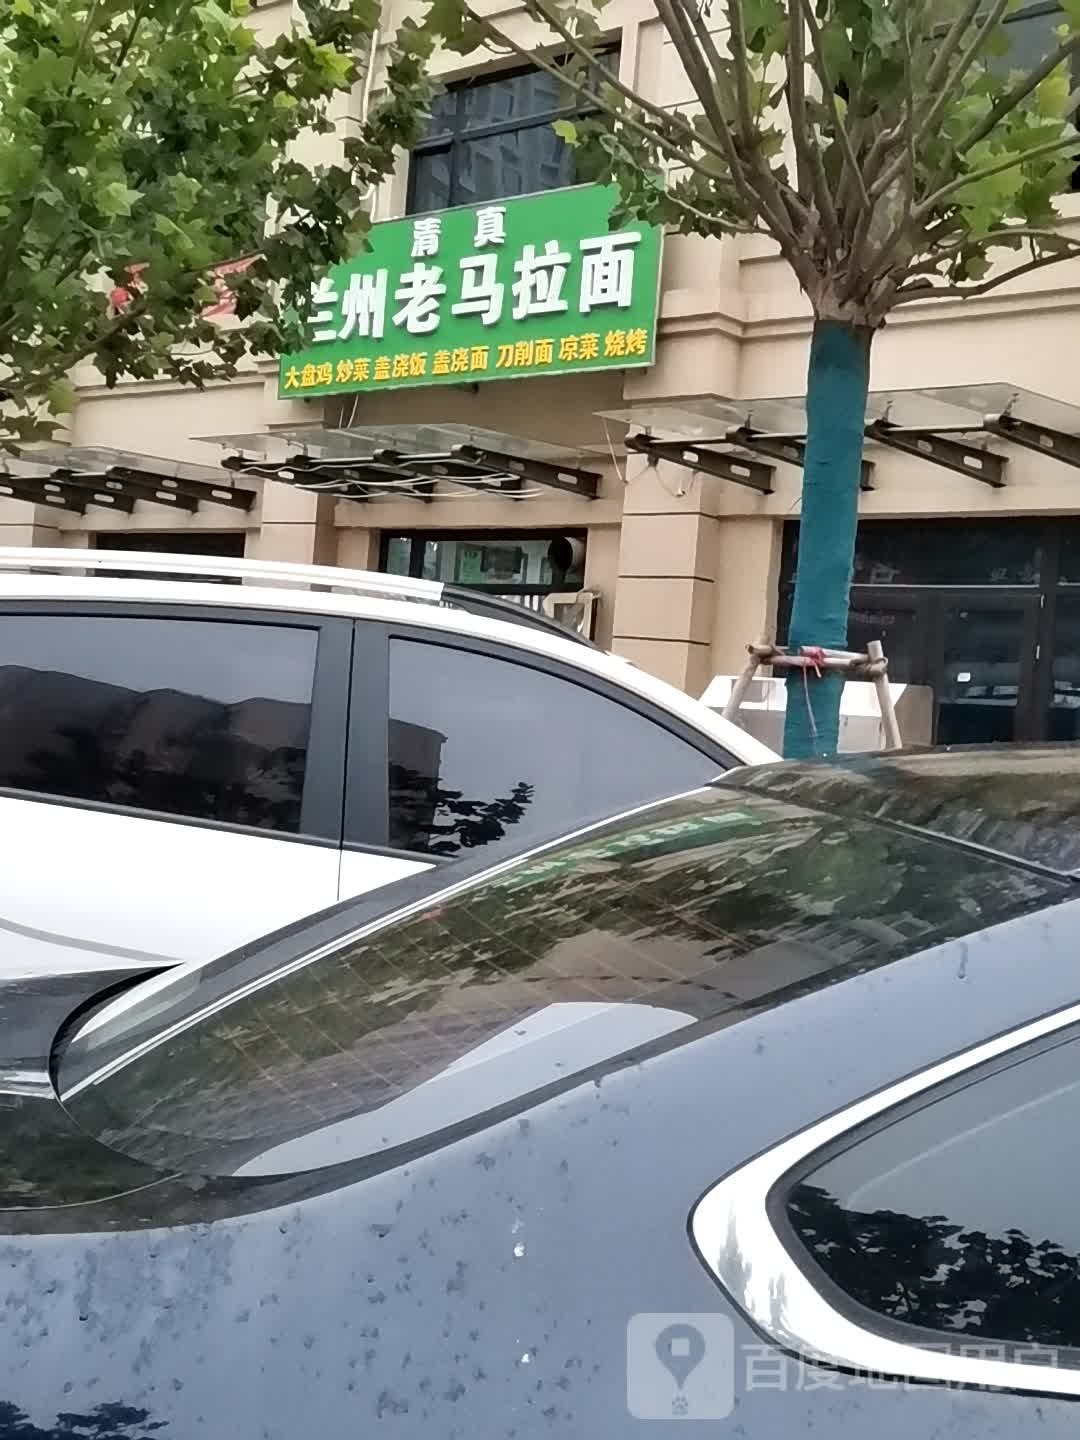 清真
兰州老马拉面
大盘鸡 炒菜 盖浇饭 盖浇面 刀削面 凉菜 烧烤
百度地图用户